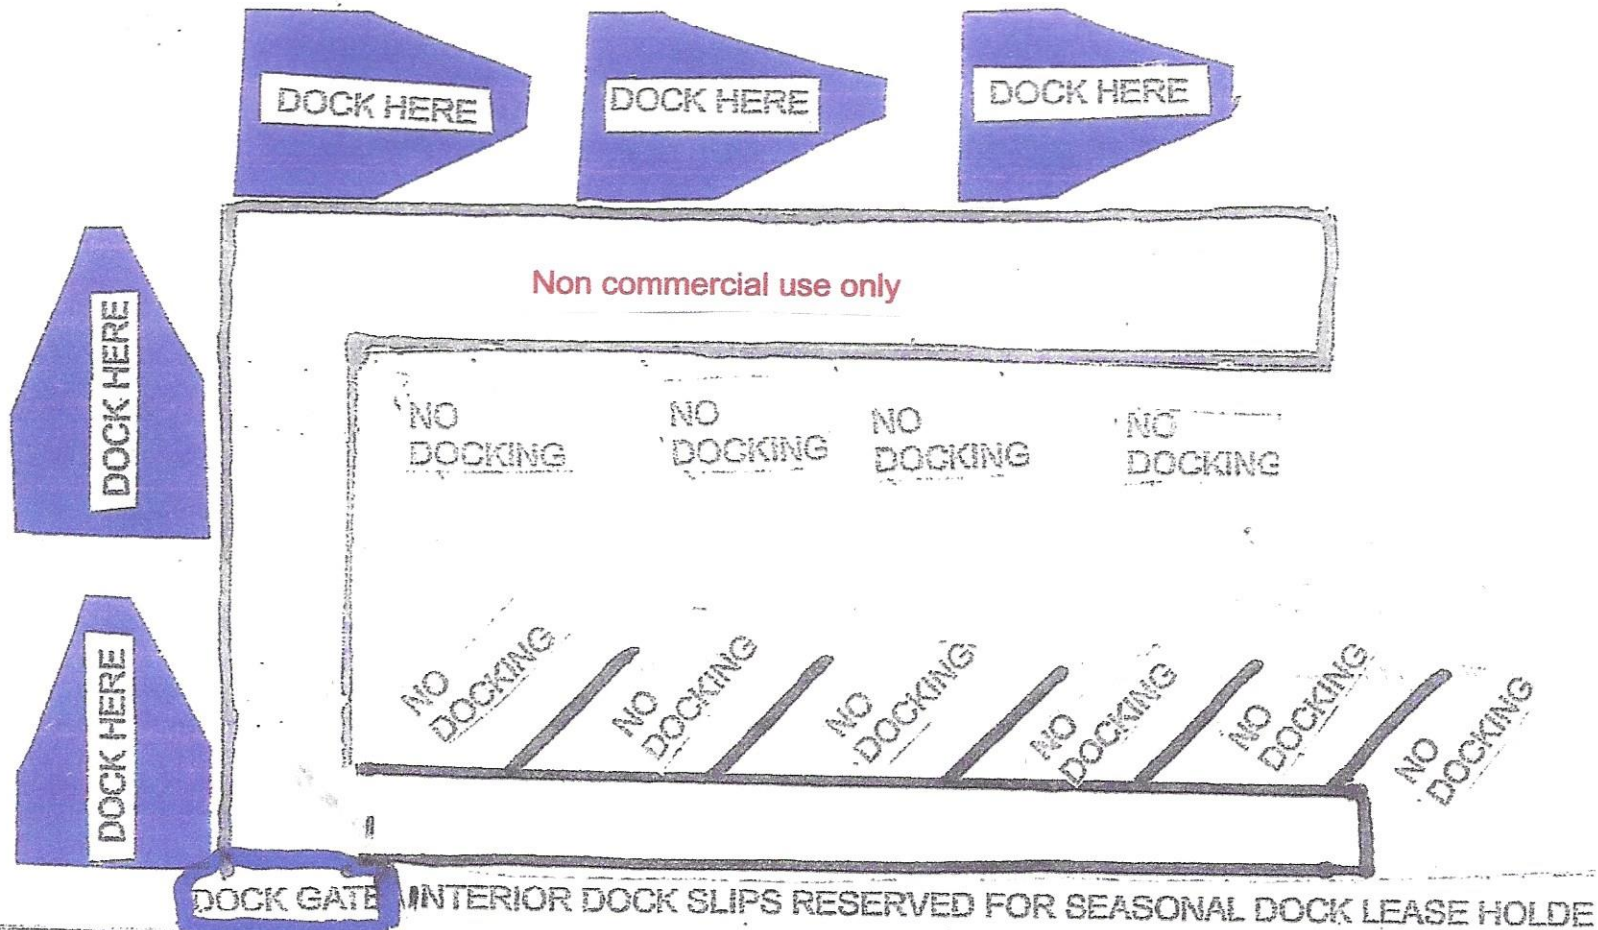 DOCK HERE
DOCK HERE
DOCK HERE
Non commercial use only
DOCK HERE
NO
DOCKING
NO
DOCKING
NO
DOCKING
NO
DOCKING
DOCK HERE
NO
DOCKING
NO
DOCKING
NO
DOCKING
NO
DOCKING
NO
DOCKING
NO
DOCKING
DOCK GATE
INTERIOR DOCK SLIPS RESERVED FOR SEASONAL DOCK LEASE HOLDE